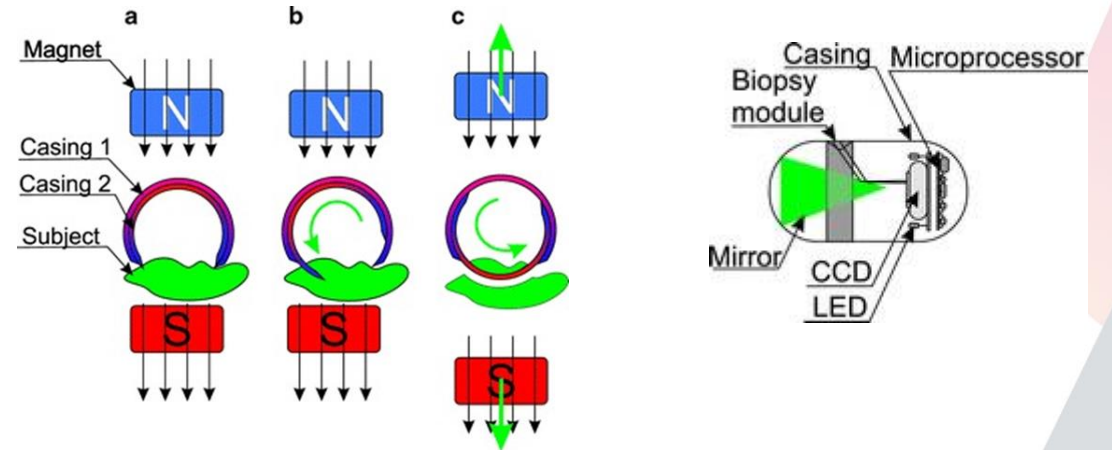 a
b
c
Magnet
N
N
N
Casing 1
Casing 2
Subject
S
S
S
Casing
Microprocessor
Biopsy
module
Mirror
CCD
LED